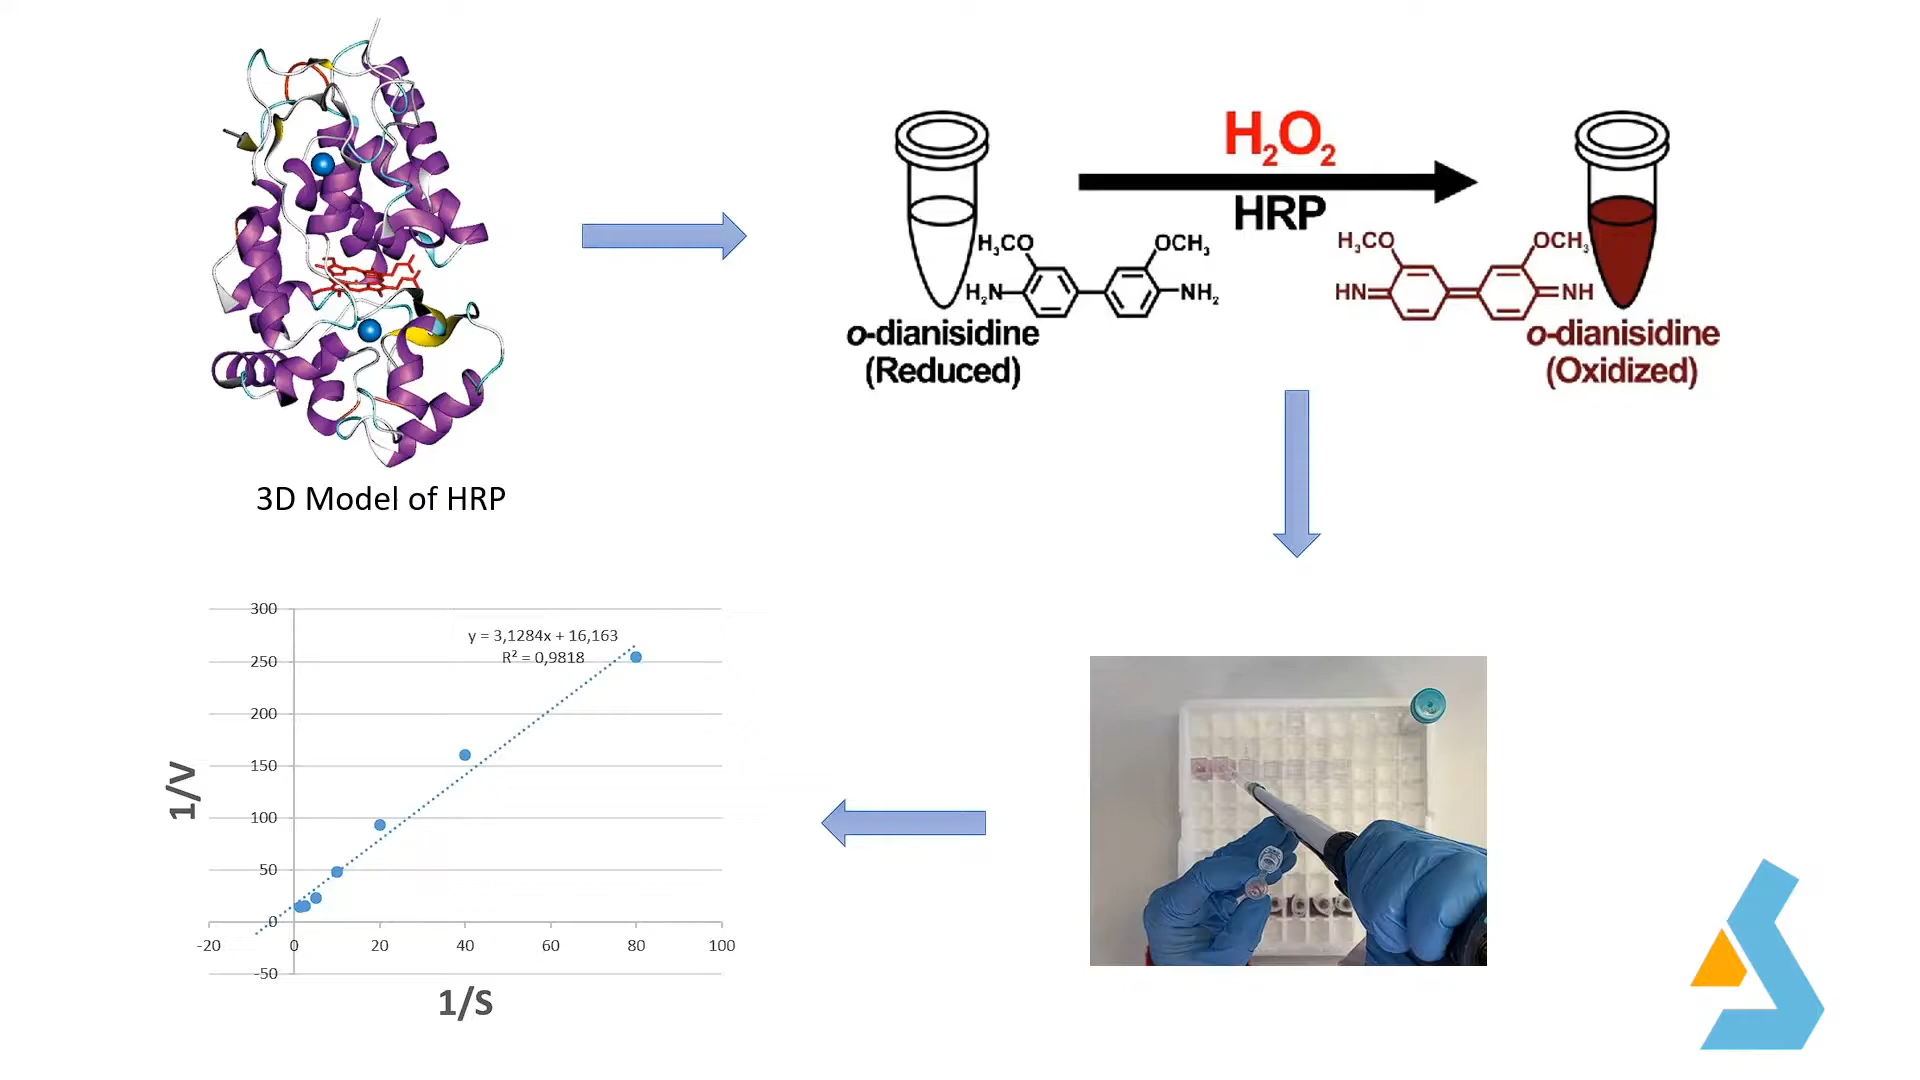 3D Model of HRP
H₂O₂
HRP
H₃CO
OCH₃
H₂N
NH₂
o-dianisidine
(Reduced)
H₃CO
OCH₃
HN
NH
o-dianisidine
(Oxidized)
y = 3,1284x + 16,163
R² = 0,9818
300
250
200
150
100
50
0
-50
-20
0
20
40
60
80
100
1/V
1/S